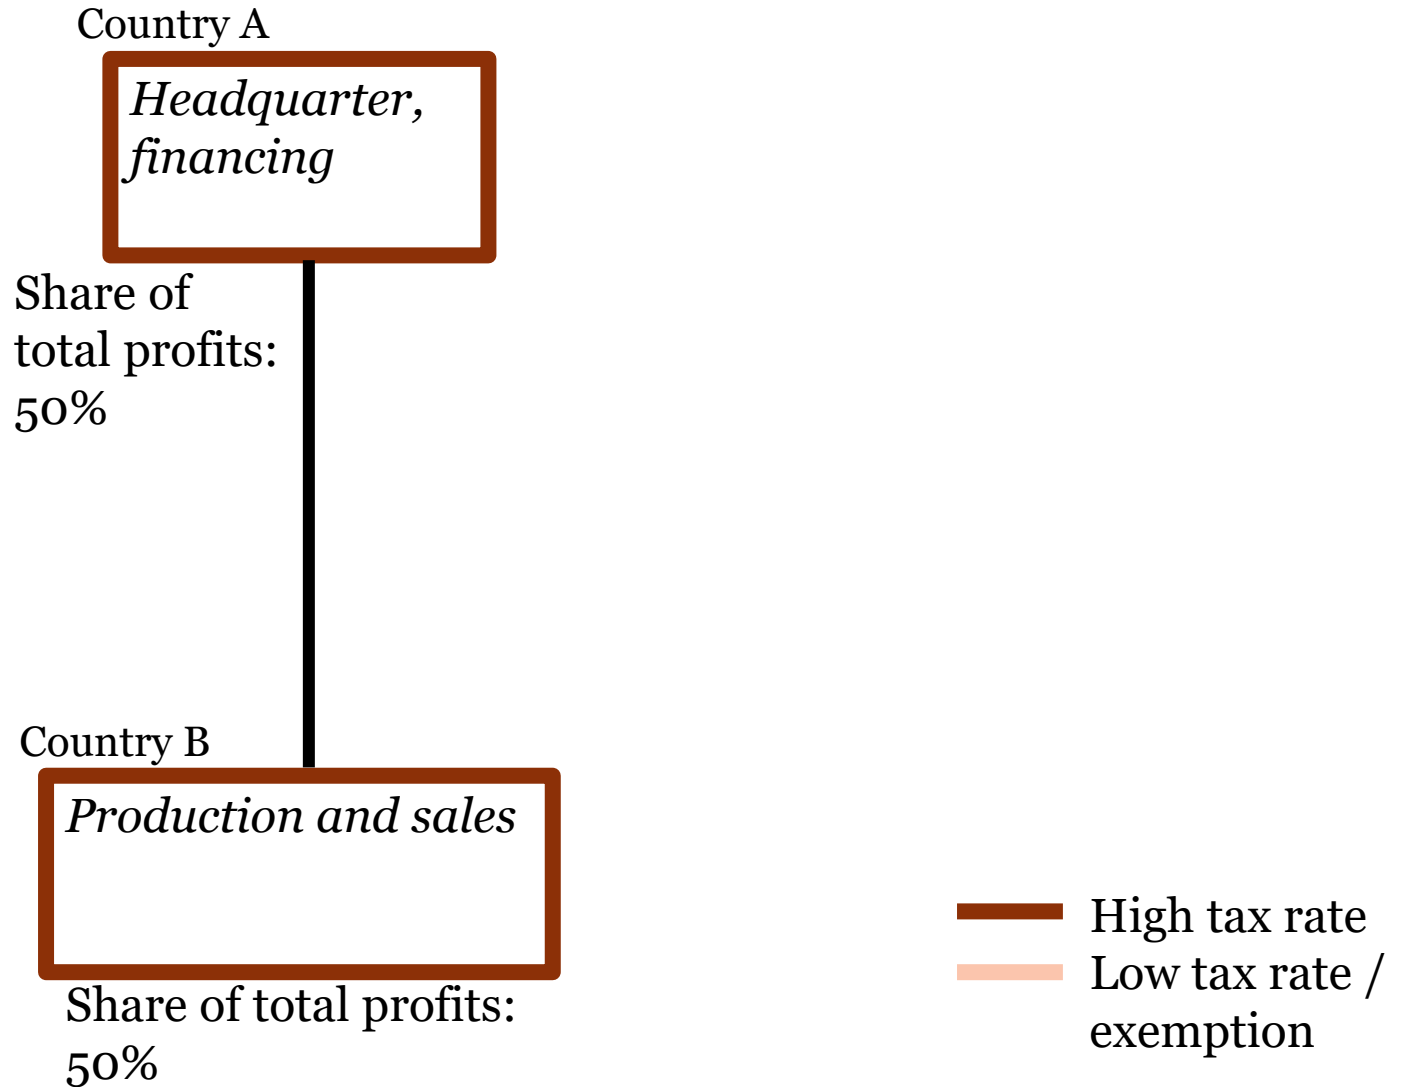 Country A
Headquarter,
financing
Share of
total profits:
50%
Country B
Production and sales
Share of total profits:
50%
High tax rate
Low tax rate /
exemption